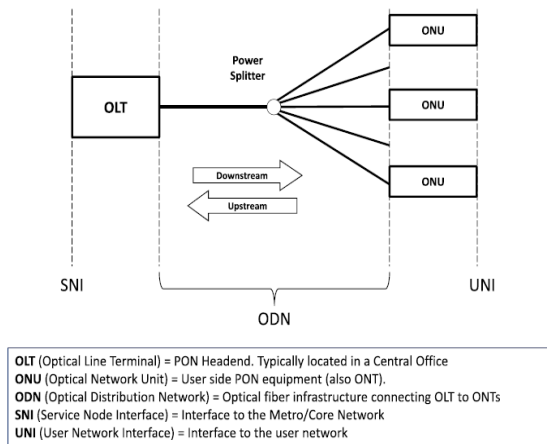 ONU
Power
Splitter
OLT
ONU
Downstream
ONU
Upstream
SNI
UNI
ODN
OLT (Optical Line Terminal) = PON Headend. Typically located in a Central Office
ONU (Optical Network Unit) = User side PON equipment (also ONT).
ODN (Optical Distribution Network) = Optical fiber infrastructure connecting OLT to ONTs
SNI (Service Node Interface) = Interface to the Metro/Core Network
UNI (User Network Interface) = Interface to the user network